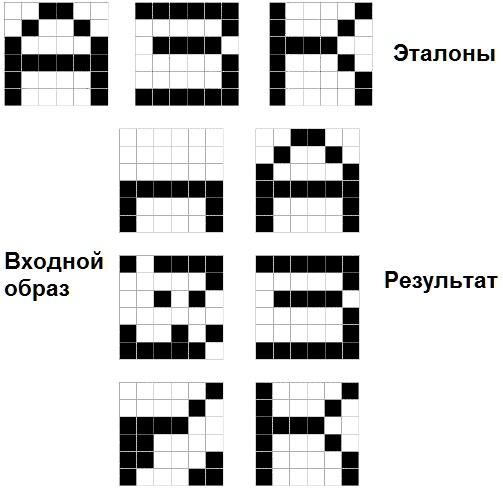 А З К Эталоны
А
Входной
образ
З Результат
К